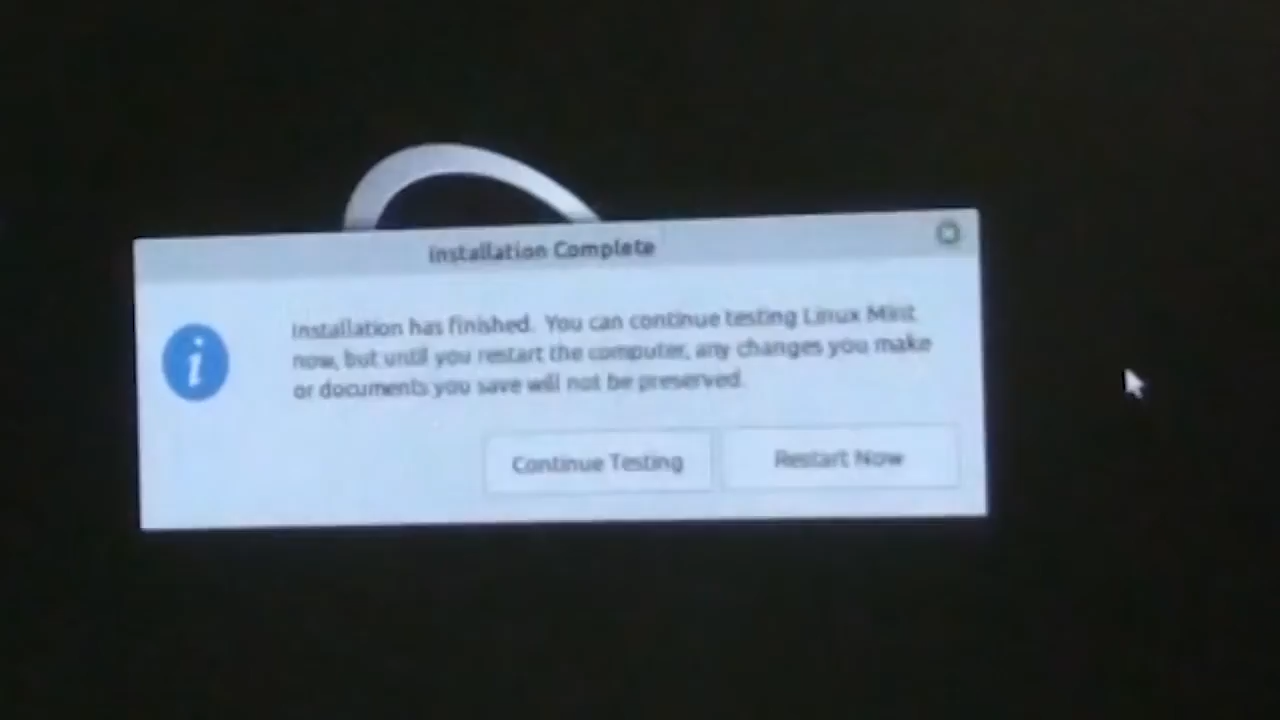 Installation Complete
Installation has finished. You can continue testing Linux Mint
now, but until you restart the computer, any changes you make
or documents you save will not be preserved.
Continue Testing
Restart Now